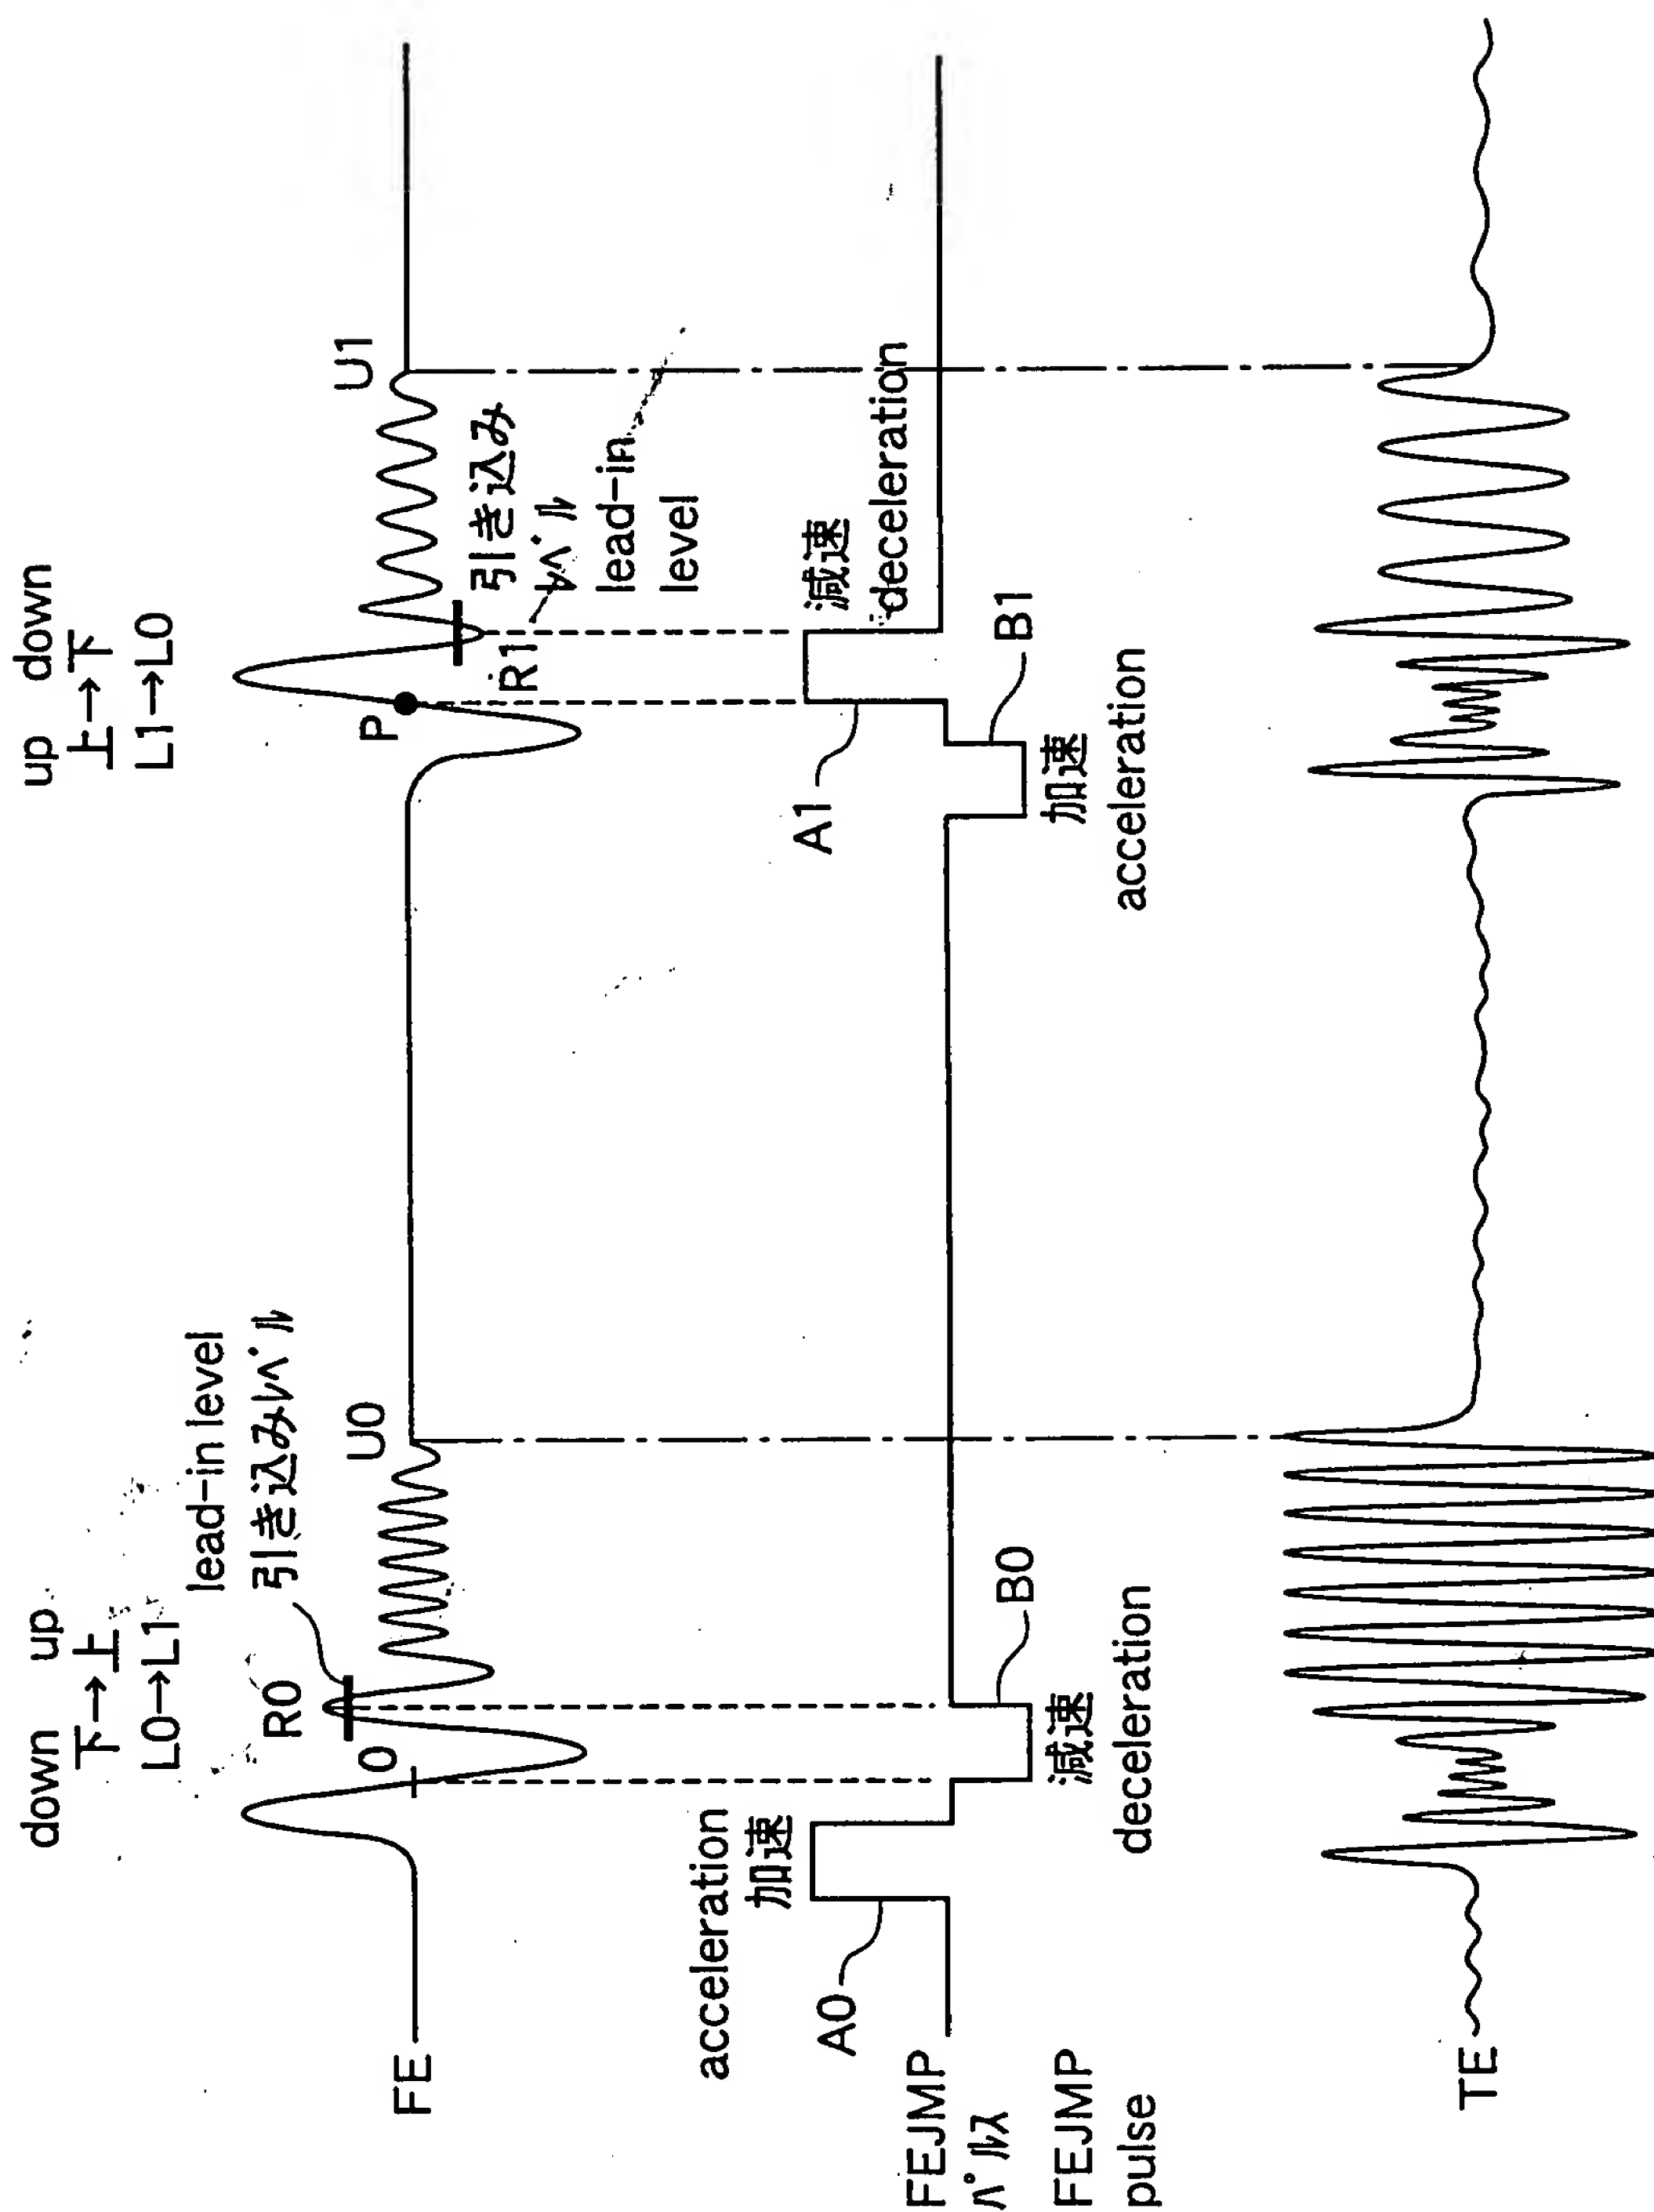 down up
下→上
L0→L1
lead-in level
引き込みレベル
R0
O
U0
FE
up down
上→下
L1→L0
P
R1
U1
引き込み
レベル
lead-in
level
acceleration
加速
A0
B0
減速
deceleration
FEJMP
パルス
FEJMP
pulse
減速
deceleration
A1
B1
加速
acceleration
TE